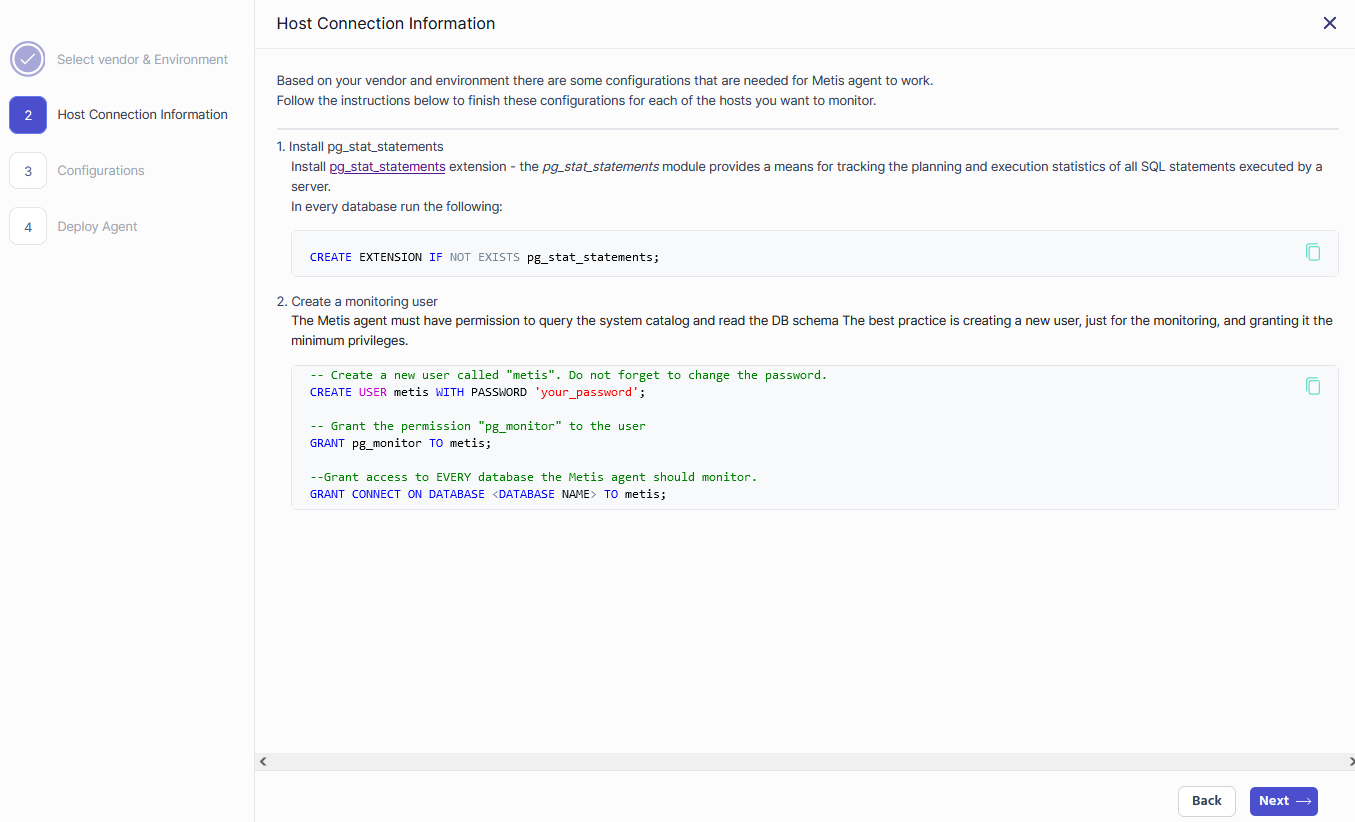 Host Connection Information
Select vendor & Environment
2 Host Connection Information
3 Configurations
4 Deploy Agent
Based on your vendor and environment there are some configurations that are needed for Metis agent to work.
Follow the instructions below to finish these configurations for each of the hosts you want to monitor.
1. Install pg_stat_statements
Install pg_stat_statements extension - the pg_stat_statements module provides a means for tracking the planning and execution statistics of all SQL statements executed by a
server.
In every database run the following:
CREATE EXTENSION IF NOT EXISTS pg_stat_statements;
2. Create a monitoring user
The Metis agent must have permission to query the system catalog and read the DB schema The best practice is creating a new user, just for the monitoring, and granting it the
minimum privileges.
-- Create a new user called "metis". Do not forget to change the password.
CREATE USER metis WITH PASSWORD 'your_password';
-- Grant the permission "pg_monitor" to the user
GRANT pg_monitor TO metis;
--Grant access to EVERY database the Metis agent should monitor.
GRANT CONNECT ON DATABASE <DATABASE NAME> TO metis;
Back
Next →